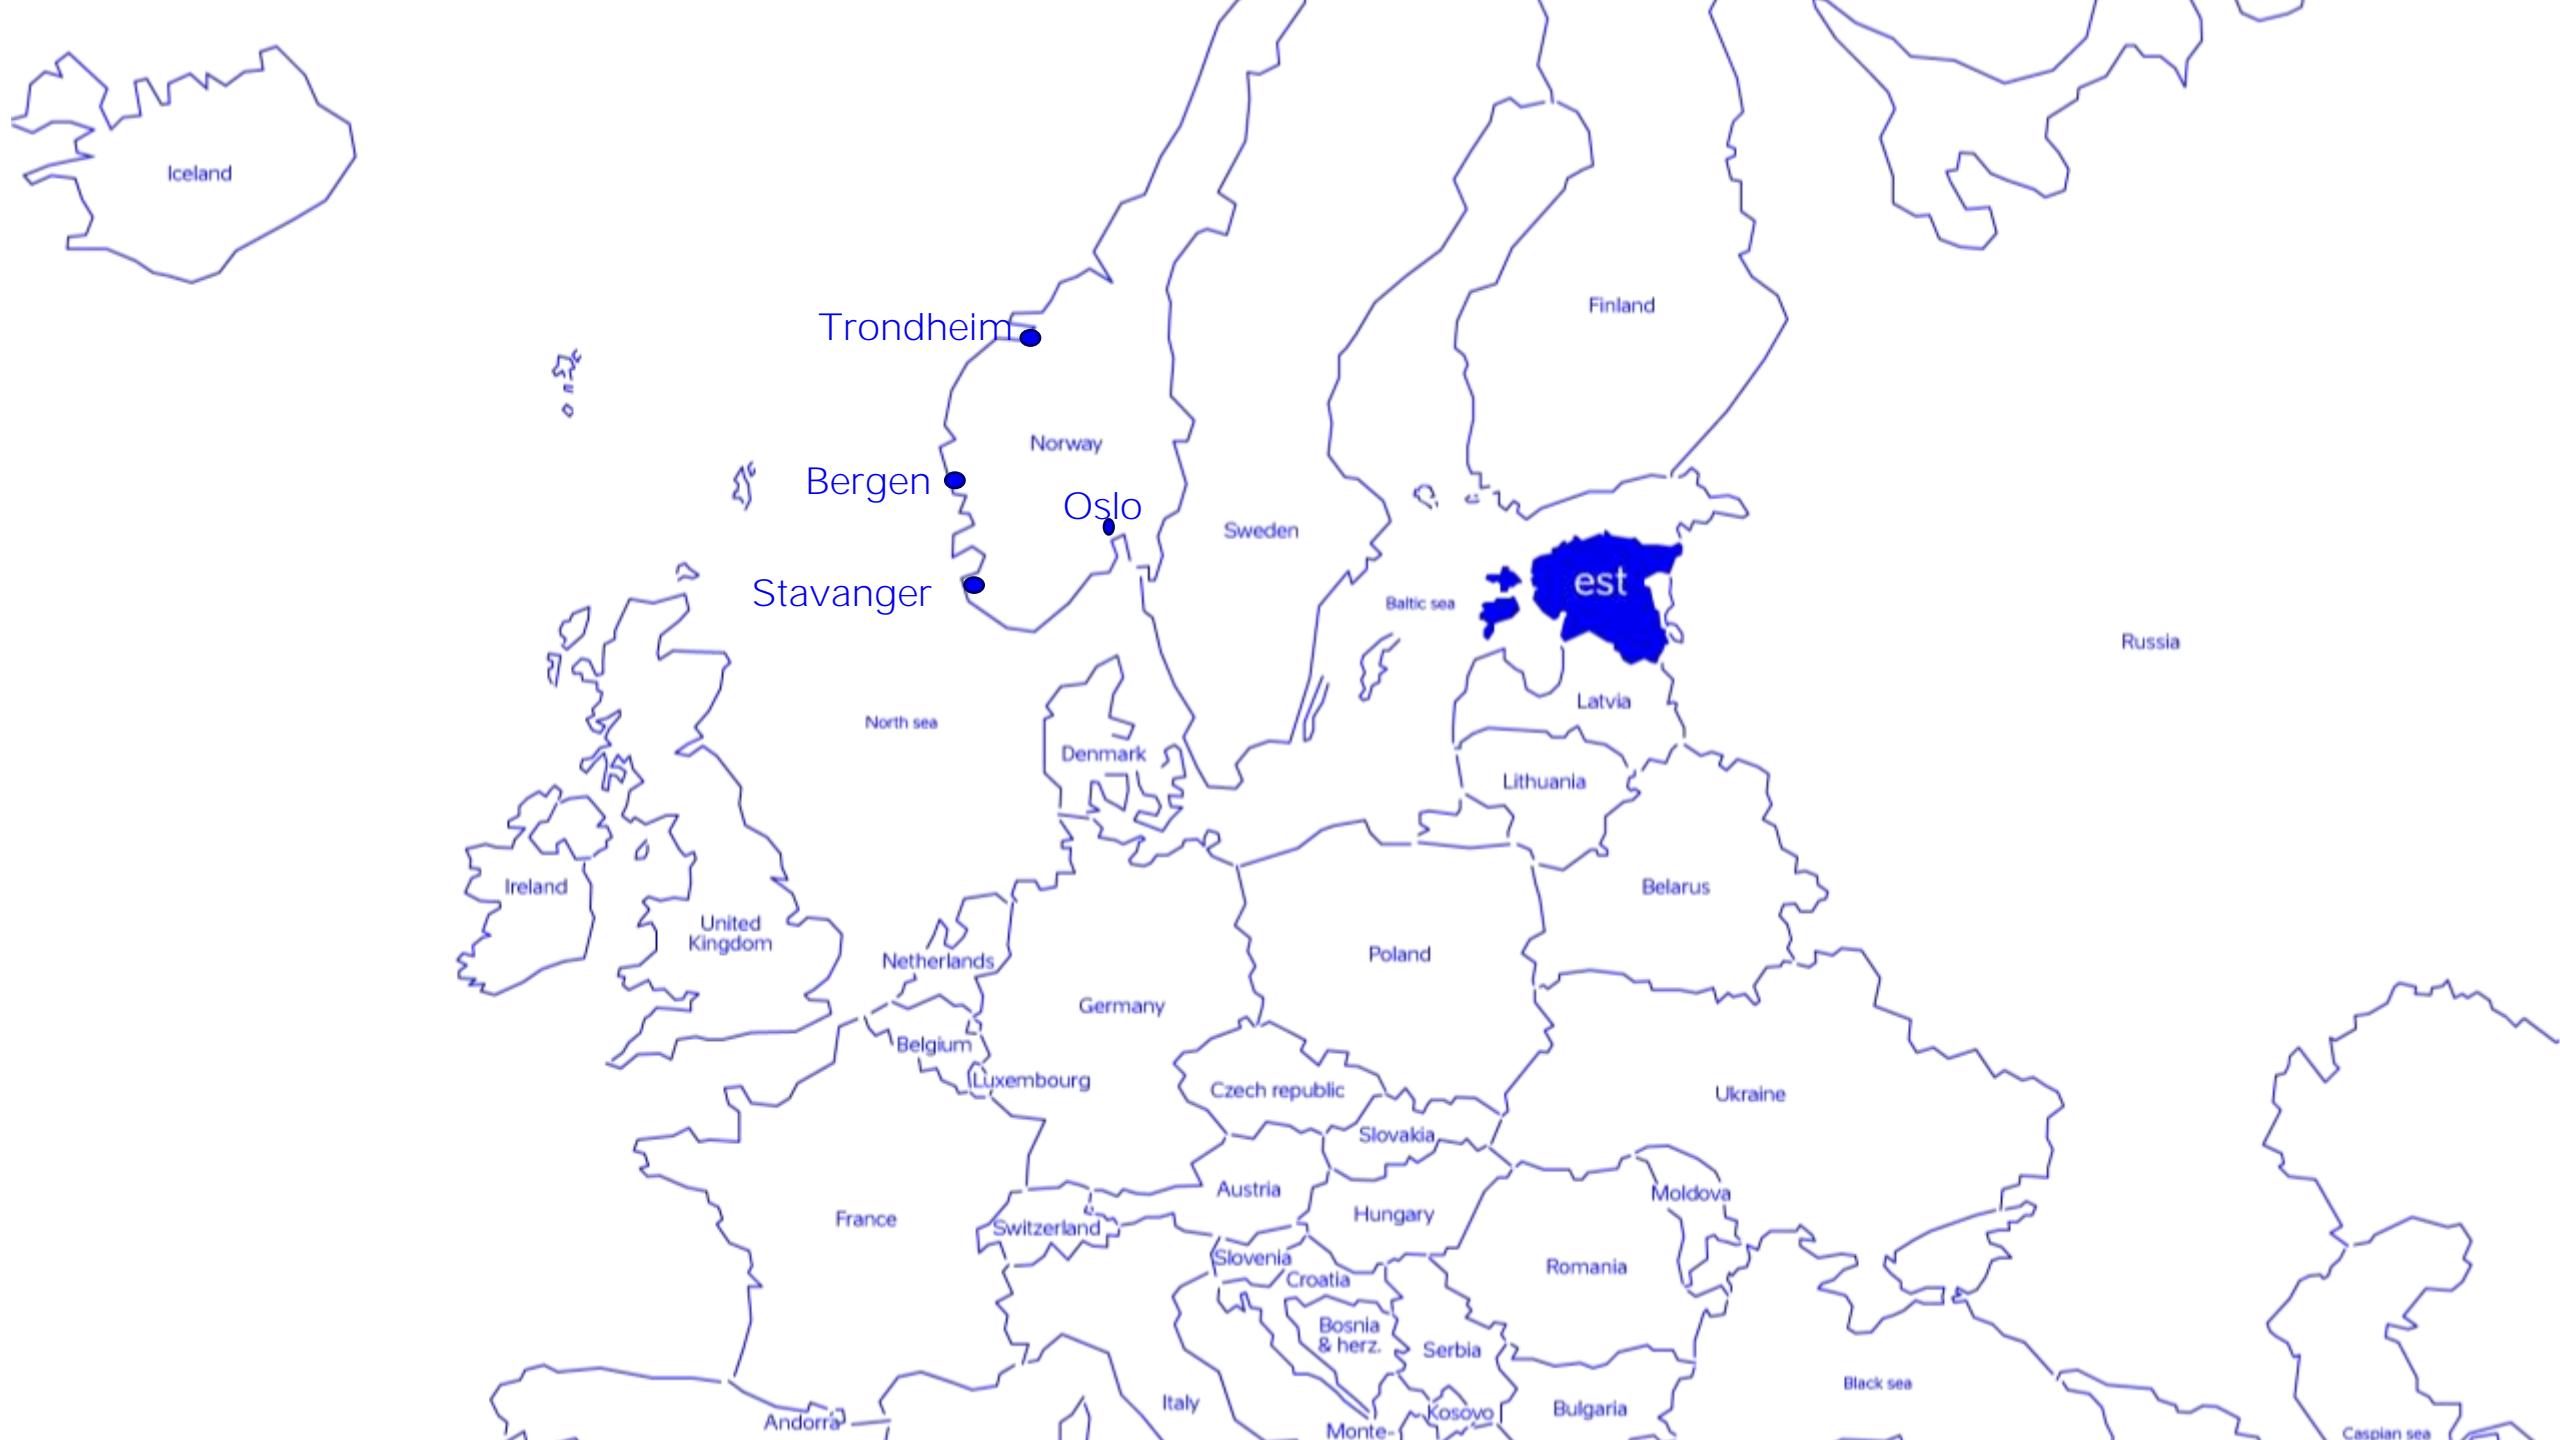 Iceland
Finland
Trondheim
Norway
Bergen
Oslo
Sweden
est
Stavanger
Baltic sea
Russia
Latvia
North sea
Denmark
Lithuania
Ireland
Belarus
United
Kingdom
Netherlands
Poland
Germany
Belgium
Luxembourg
Czech republic
Ukraine
Slovakia
Austria
Moldova
France
Hungary
Switzerland
Slovenia
Romania
Croatia
Bosnia
& herz.
Serbia
Black sea
Italy
Andorra
Kosovo
Bulgaria
Monte-
Caspian sea